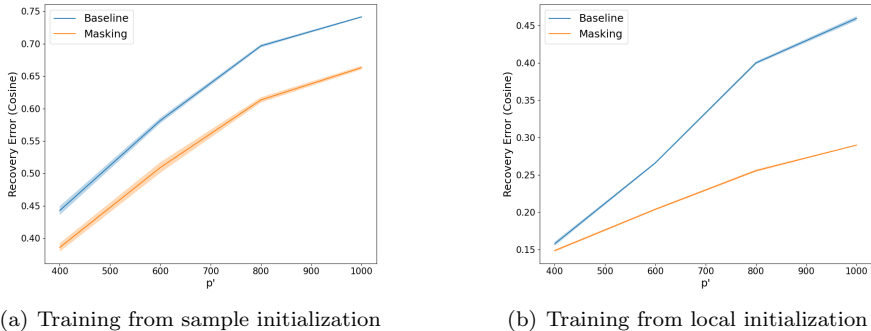 Baseline
Masking
Recovery Error (Cosine)
0.75
0.70
0.65
0.60
0.55
0.50
0.45
0.40
400 500 600 700 800 900 1000
p'
(a) Training from sample initialization
Baseline
Masking
Recovery Error (Cosine)
0.45
0.40
0.35
0.30
0.25
0.20
0.15
400 500 600 700 800 900 1000
p'
(b) Training from local initialization